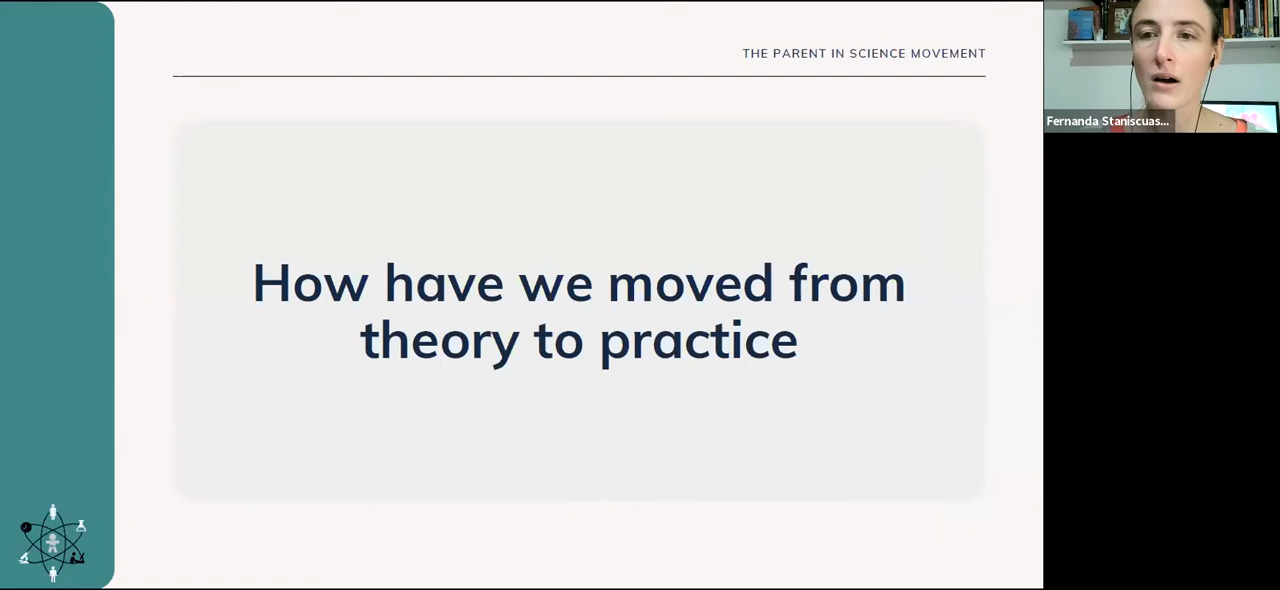 THE PARENT IN SCIENCE MOVEMENT
How have we moved from
theory to practice
Fernanda Staniscuas...